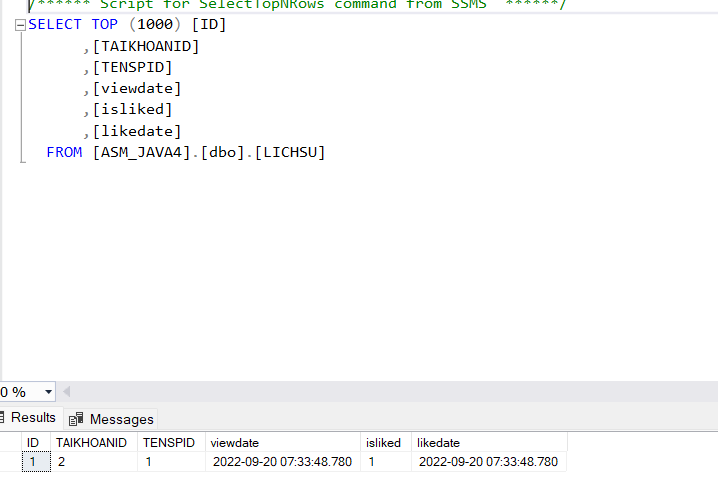 /****** Script for SelectTopNRows command from SSMS ******/
SELECT TOP (1000) [ID]
,[TAIKHOANID]
,[TENSPID]
,[viewdate]
,[isliked]
,[likedate]
FROM [ASM_JAVA4].[dbo].[LICHSU]
0 %
Results Messages
ID TAIKHOANID TENSPID viewdate isliked likedate
1 2 1 2022-09-20 07:33:48.780 1 2022-09-20 07:33:48.780